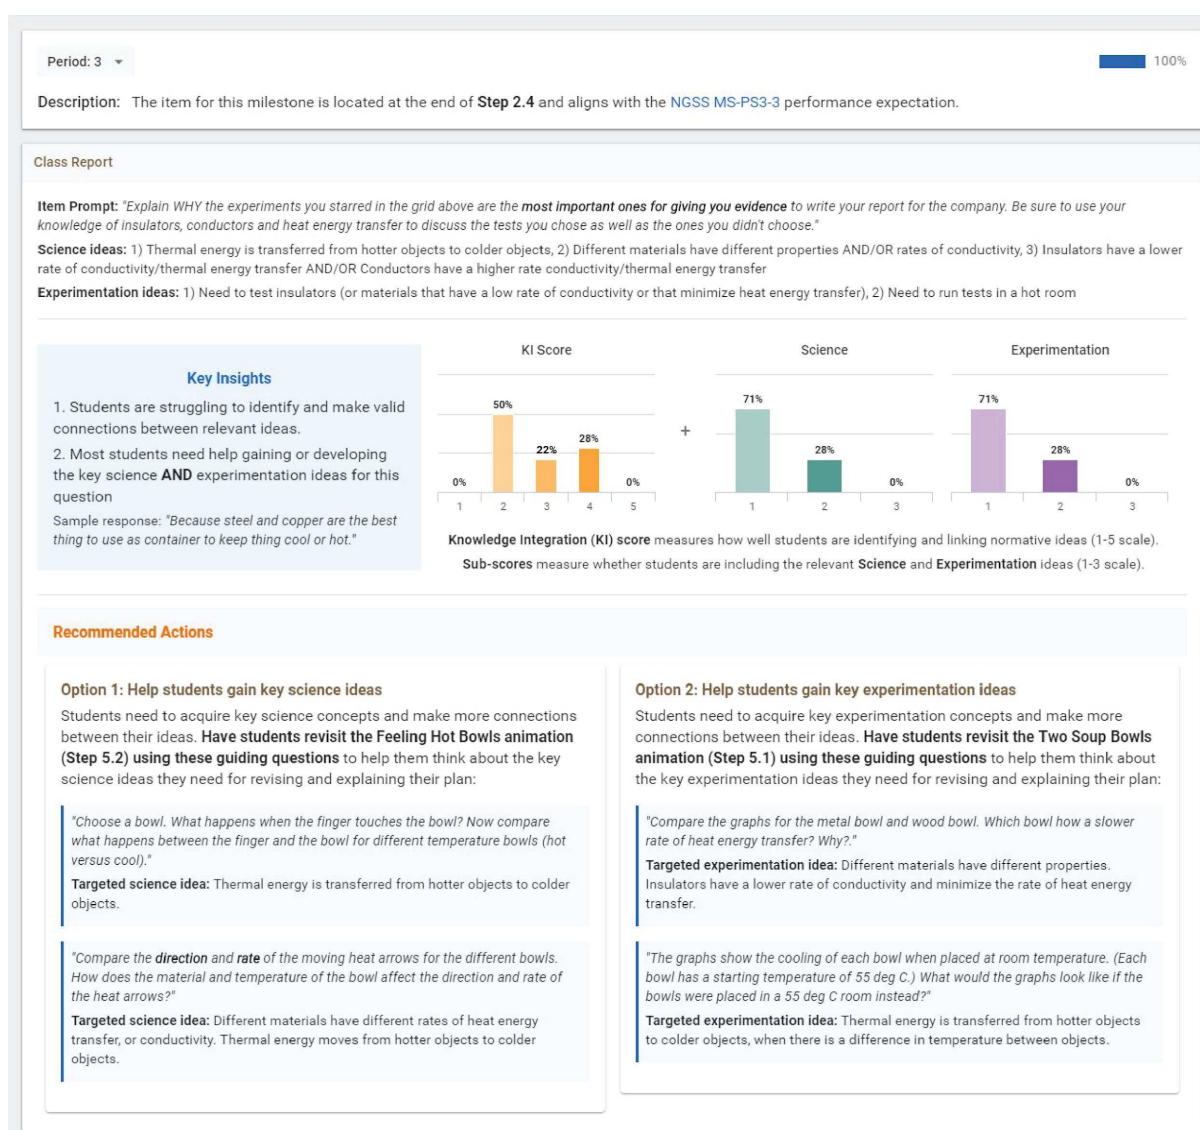 Period: 3
100%
Description: The item for this milestone is located at the end of Step 2.4 and aligns with the NGSS MS-PS3-3 performance expectation.
Class Report
Item Prompt: "Explain WHY the experiments you starred in the grid above are the most important ones for giving you evidence to write your report for the company. Be sure to use your
knowledge of insulators, conductors and heat energy transfer to discuss the tests you chose as well as the ones you didn't choose."
Science ideas: 1) Thermal energy is transferred from hotter objects to colder objects, 2) Different materials have different properties AND/OR rates of conductivity, 3) Insulators have a lower
rate of conductivity/thermal energy transfer AND/OR Conductors have a higher rate conductivity/thermal energy transfer
Experimentation ideas: 1) Need to test insulators (or materials that have a low rate of conductivity or that minimize heat energy transfer), 2) Need to run tests in a hot room
Key Insights
1. Students are struggling to identify and make valid
connections between relevant ideas.
2. Most students need help gaining or developing
the key science AND experimentation ideas for this
question
Sample response: "Because steel and copper are the best
thing to use as container to keep thing cool or hot."
KI Score
0%
50%
22%
28%
0%
1 2 3 4 5
+
Science
71%
28%
0%
1 2 3
Experimentation
71%
28%
0%
1 2 3
Knowledge Integration (KI) score measures how well students are identifying and linking normative ideas (1-5 scale).
Sub-scores measure whether students are including the relevant Science and Experimentation ideas (1-3 scale).
Recommended Actions
Option 1: Help students gain key science ideas
Students need to acquire key science concepts and make more connections
between their ideas. Have students revisit the Feeling Hot Bowls animation
(Step 5.2) using these guiding questions to help them think about the key
science ideas they need for revising and explaining their plan:
"Choose a bowl. What happens when the finger touches the bowl? Now compare
what happens between the finger and the bowl for different temperature bowls (hot
versus cool)."
Targeted science idea: Thermal energy is transferred from hotter objects to colder
objects.
"Compare the direction and rate of the moving heat arrows for the different bowls.
How does the material and temperature of the bowl affect the direction and rate of
the heat arrows?"
Targeted science idea: Different materials have different rates of heat energy
transfer, or conductivity. Thermal energy moves from hotter objects to colder
objects.
Option 2: Help students gain key experimentation ideas
Students need to acquire key experimentation concepts and make more
connections between their ideas. Have students revisit the Two Soup Bowls
animation (Step 5.1) using these guiding questions to help them think about
the key experimentation ideas they need for revising and explaining their plan:
"Compare the graphs for the metal bowl and wood bowl. Which bowl how a slower
rate of heat energy transfer? Why?."
Targeted experimentation idea: Different materials have different properties.
Insulators have a lower rate of conductivity and minimize the rate of heat energy
transfer.
"The graphs show the cooling of each bowl when placed at room temperature. (Each
bowl has a starting temperature of 55 deg C.) What would the graphs look like if the
bowls were placed in a 55 deg C room instead?"
Targeted experimentation idea: Thermal energy is transferred from hotter objects
to colder objects, when there is a difference in temperature between objects.